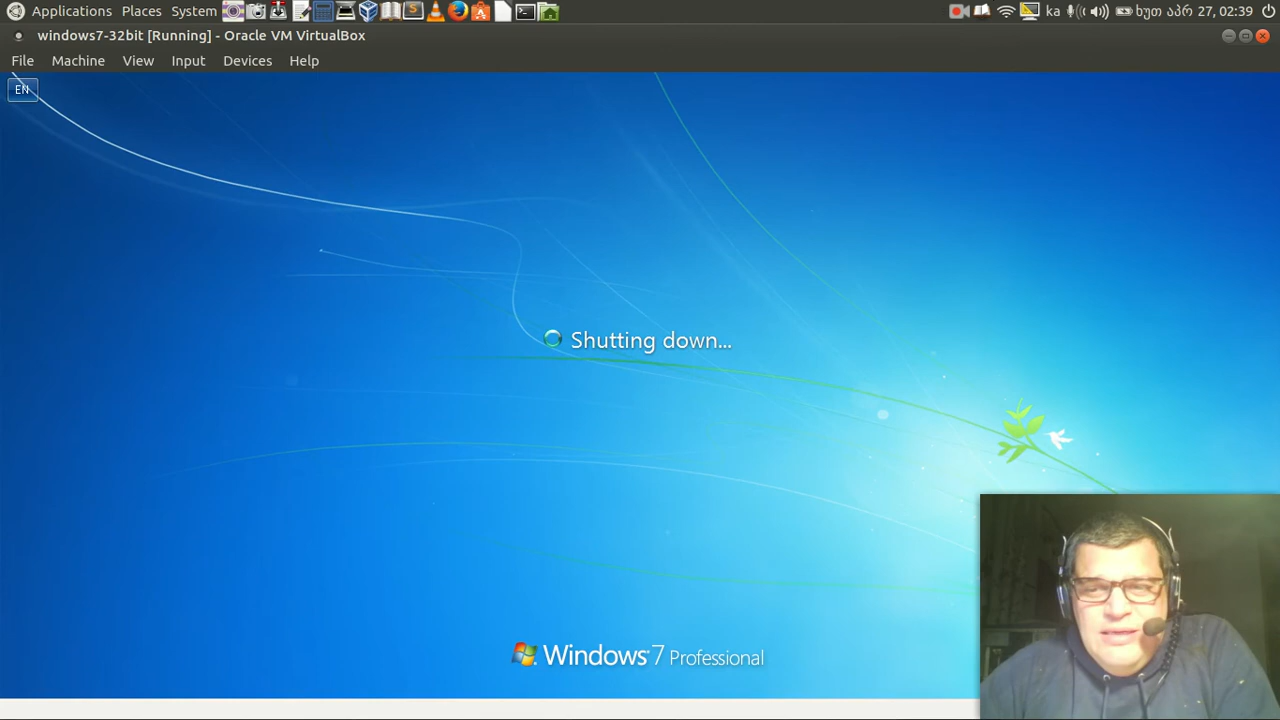 Applications Places System ka ხუთ აპრ 27, 02:39
windows7-32bit [Running] - Oracle VM VirtualBox
File Machine View Input Devices Help
EN
Shutting down...
Windows 7 Professional